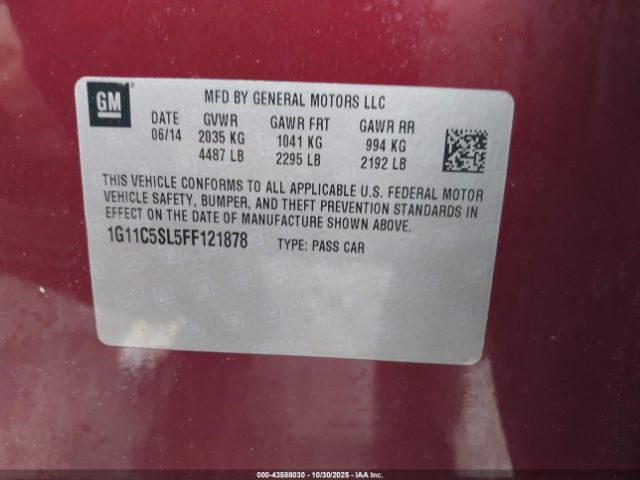 GM
MFD BY GENERAL MOTORS LLC
DATE GVWR GAWR FRT GAWR RR
06/14 2035 KG 1041 KG 994 KG
4487 LB 2295 LB 2192 LB
THIS VEHICLE CONFORMS TO ALL APPLICABLE U.S. FEDERAL MOTOR
VEHICLE SAFETY, BUMPER, AND THEFT PREVENTION STANDARDS IN
EFFECT ON THE DATE OF MANUFACTURE SHOWN ABOVE.
1G11C5SL5FF121878 TYPE: PASS CAR
000-43588030 - 10/30/2025 - IAA Inc.